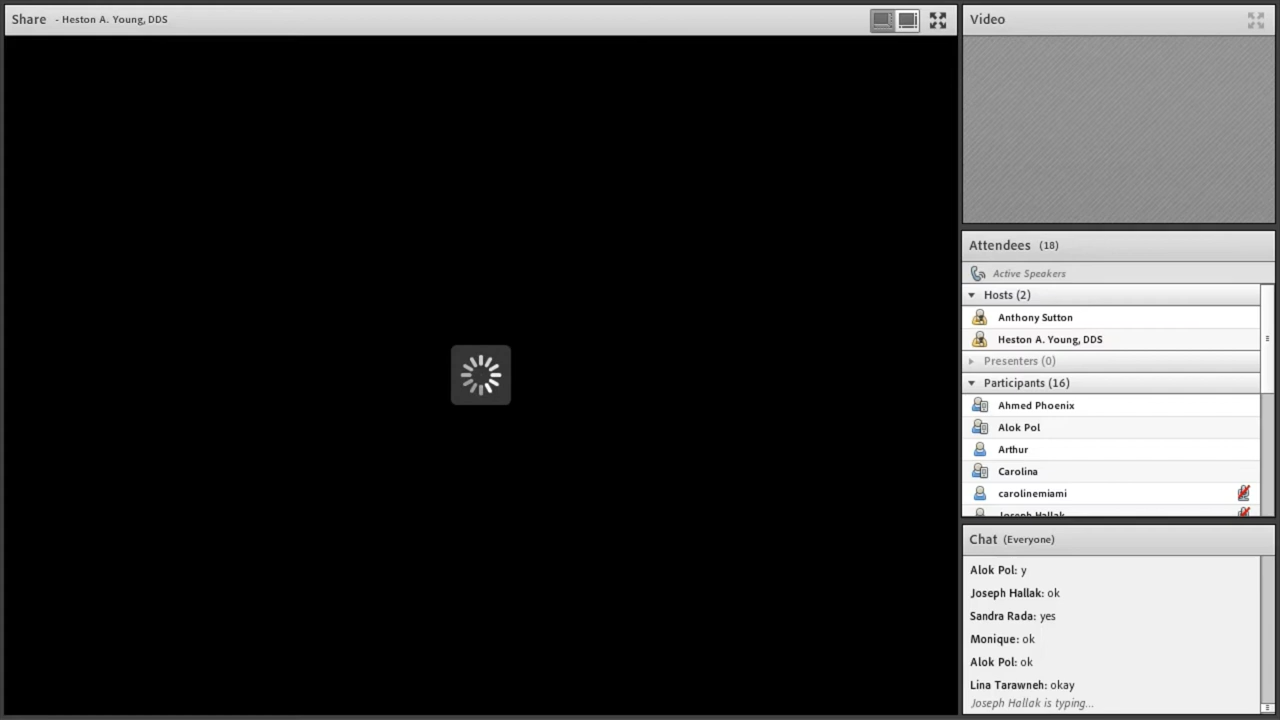 Share - Heston A. Young, DDS
Video
Attendees (18)
Active Speakers
Hosts (2)
Anthony Sutton
Heston A. Young, DDS
Presenters (0)
Participants (16)
Ahmed Phoenix
Alok Pol
Arthur
Carolina
carolinemiami
Joseph Hallak
Chat (Everyone)
Alok Pol: y
Joseph Hallak: ok
Sandra Rada: yes
Monique: ok
Alok Pol: ok
Lina Tarawneh: okay
Joseph Hallak is typing...